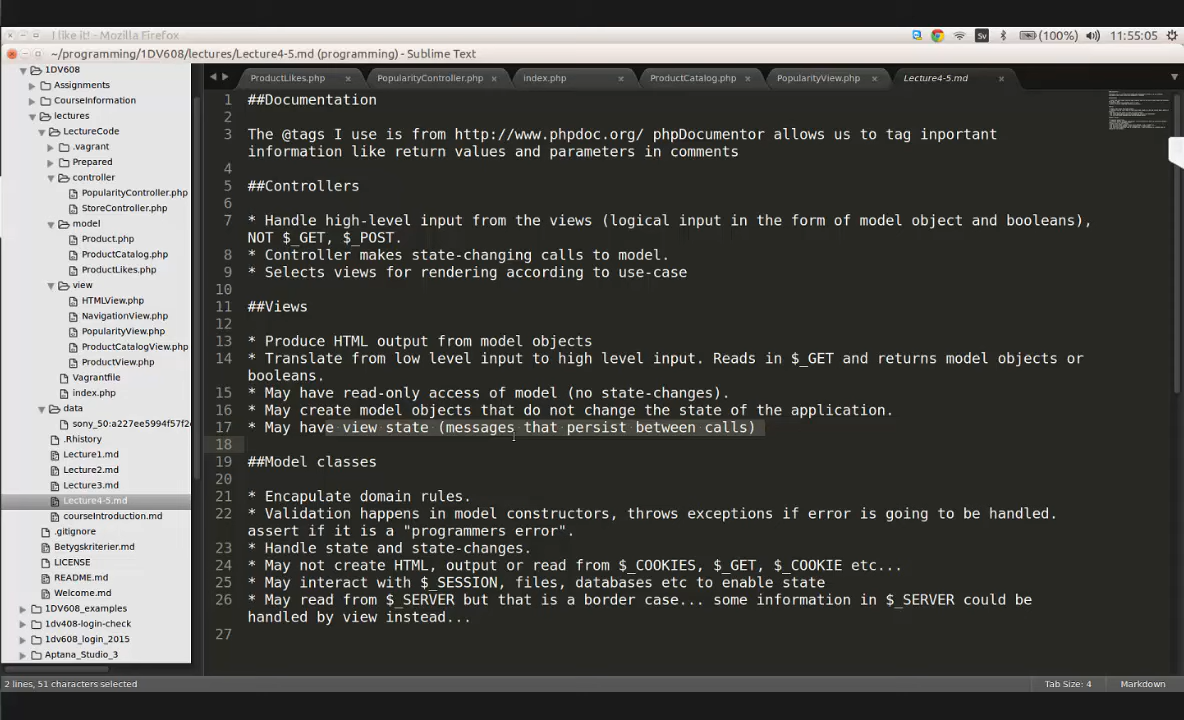 I like it! - Mozilla Firefox
Sv
(100%)
11:55:05
~/programming/1DV608/lectures/Lecture4-5.md (programming) - Sublime Text
1DV608
Assignments
CourseInformation
lectures
LectureCode
.vagrant
Prepared
controller
PopularityController.php
StoreController.php
model
Product.php
ProductCatalog.php
ProductLikes.php
view
HTMLView.php
NavigationView.php
PopularityView.php
ProductCatalogView.php
ProductView.php
Vagrantfile
index.php
data
sony_50:a227ee5994f57f2
.Rhistory
Lecture1.md
Lecture2.md
Lecture3.md
Lecture4-5.md
courseIntroduction.md
.gitignore
Betygskriterier.md
LICENSE
README.md
Welcome.md
1DV608_examples
1dv408-login-check
1dv608_login_2015
Aptana_Studio_3
ProductLikes.php × PopularityController.php × index.php × ProductCatalog.php × PopularityView.php × Lecture4-5.md ×
1 ##Documentation
2
3 The @tags I use is from http://www.phpdoc.org/ phpDocumentor allows us to tag inportant
information like return values and parameters in comments
4
5 ##Controllers
6
7 * Handle high-level input from the views (logical input in the form of model object and booleans),
NOT $_GET, $_POST.
8 * Controller makes state-changing calls to model.
9 * Selects views for rendering according to use-case
10
11 ##Views
12
13 * Produce HTML output from model objects
14 * Translate from low level input to high level input. Reads in $_GET and returns model objects or
booleans.
15 * May have read-only access of model (no state-changes).
16 * May create model objects that do not change the state of the application.
17 * May have view state (messages that persist between calls)
18
19 ##Model classes
20
21 * Encapulate domain rules.
22 * Validation happens in model constructors, throws exceptions if error is going to be handled.
assert if it is a "programmers error".
23 * Handle state and state-changes.
24 * May not create HTML, output or read from $_COOKIES, $_GET, $_COOKIE etc...
25 * May interact with $_SESSION, files, databases etc to enable state
26 * May read from $_SERVER but that is a border case... some information in $_SERVER could be
handled by view instead...
27
2 lines, 51 characters selected
Tab Size: 4
Markdown